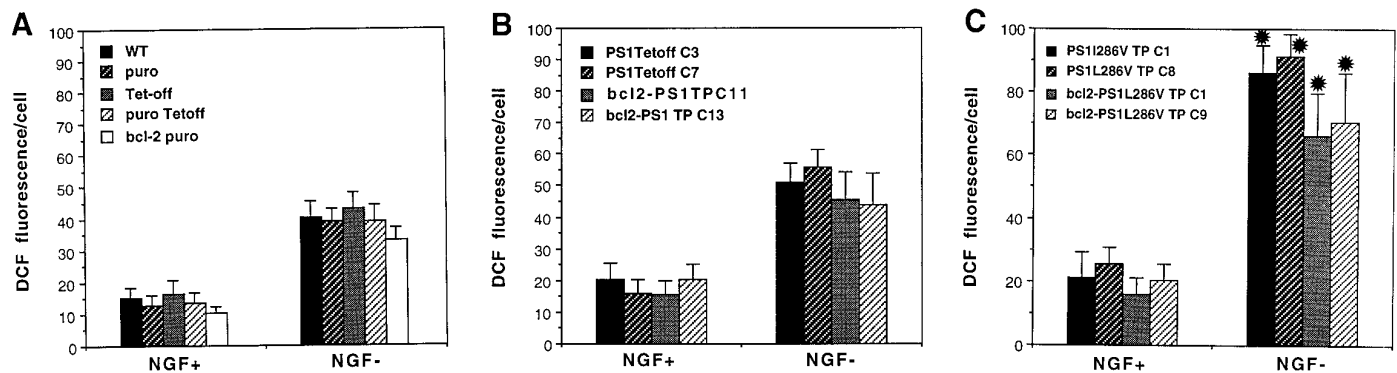 A
DCF fluorescence/cell
100
90
80
70
60
50
40
30
20
10
0
WT
puro
Tet-off
puro Tetoff
bcl-2 puro
NGF+
NGF-
B
DCF fluorescence/cell
100
90
80
70
60
50
40
30
20
10
0
PS1Tetoff C3
PS1Tetoff C7
bcl2-PS1TPC11
bcl2-PS1 TP C13
NGF+
NGF-
C
DCF fluorescence/cell
100
80
60
40
20
0
PS1l286V TP C1
PS1L286V TP C8
bcl2-PS1L286V TP C1
bcl2-PS1L286V TP C9
NGF+
NGF-